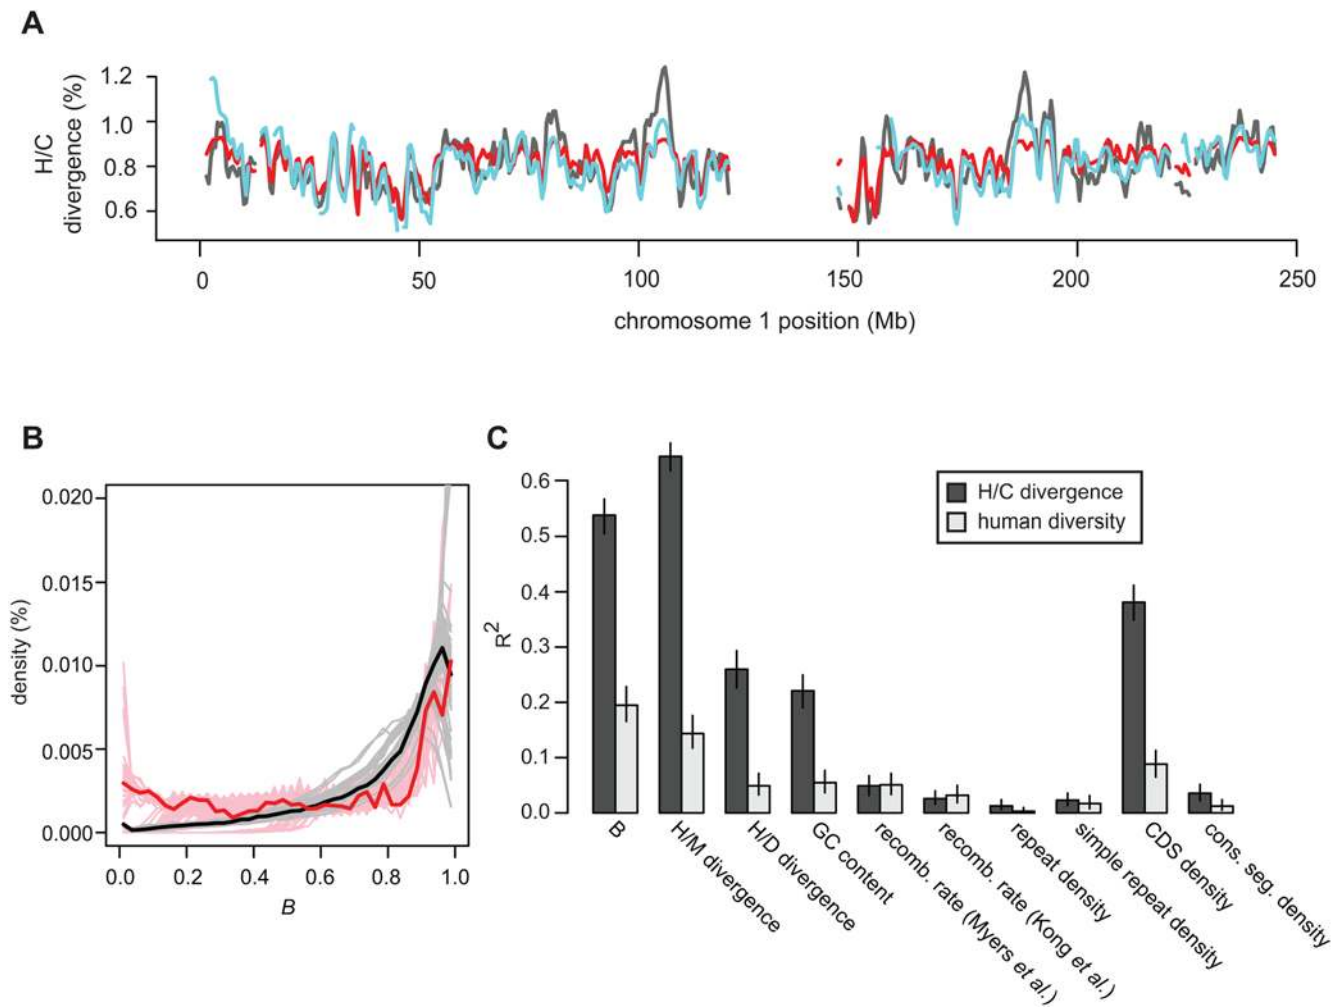 A
H/C
divergence (%)
1.2
1.0
0.8
0.6
0
50
100
150
200
250
chromosome 1 position (Mb)
B
density (%)
0.020
0.015
0.010
0.005
0.000
0.0
0.2
0.4
0.6
0.8
1.0
B
C
R²
0.6
0.5
0.4
0.3
0.2
0.1
0.0
H/C divergence
human diversity
B
H/M divergence
H/D divergence
GC content
recomb. rate (Myers et al.)
recomb. rate (Kong et al.)
repeat density
simple repeat density
CDS density
cons. seg. density